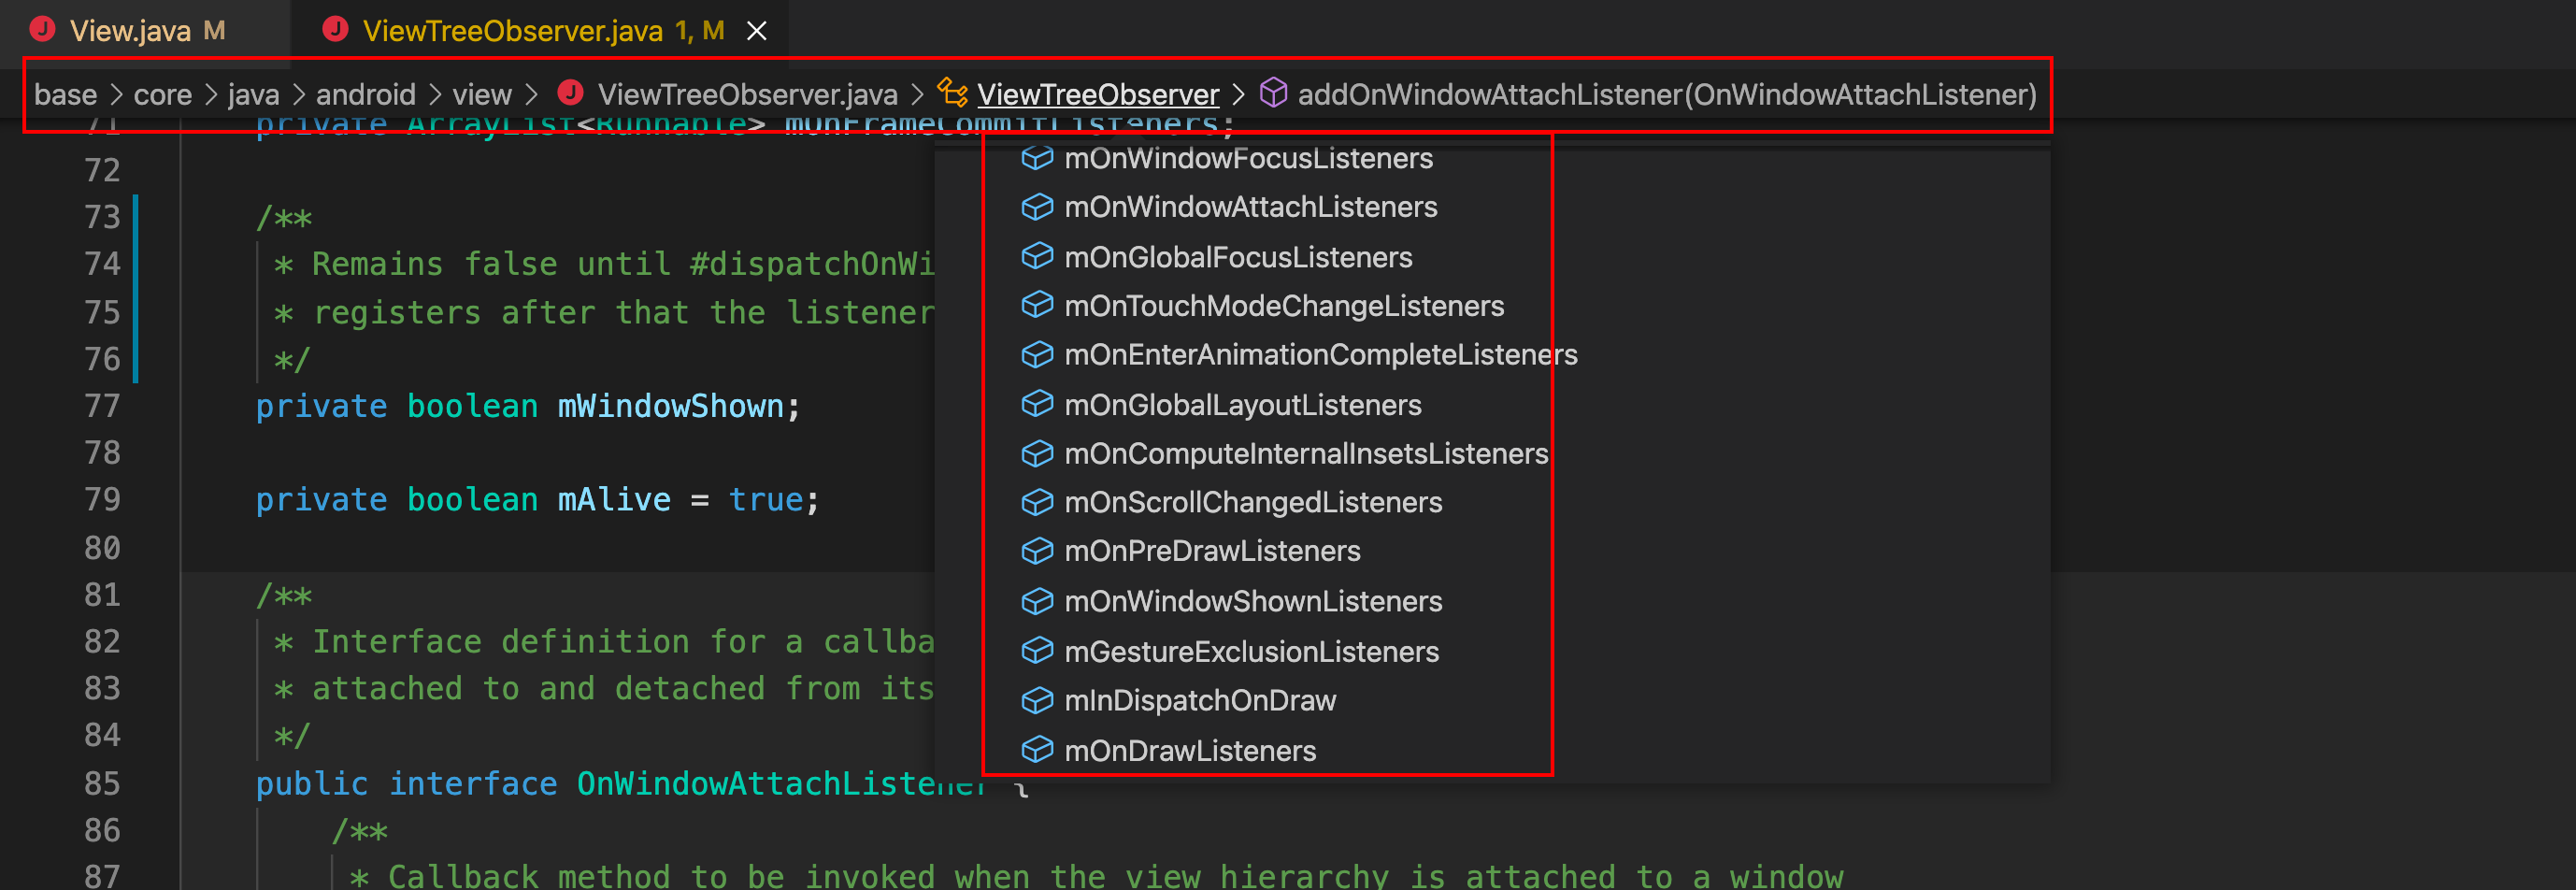 View.java M
ViewTreeObserver.java 1, M
base > core > java > android > view > ViewTreeObserver.java > ViewTreeObserver > addOnWindowAttachListener(OnWindowAttachListener)
71 private ArrayList<Runnable> mOnFrameCommitListeners;
72
73 /**
74 * Remains false until #dispatchOnWi
75 * registers after that the listener
76 */
77 private boolean mWindowShown;
78
79 private boolean mAlive = true;
80
81 /**
82 * Interface definition for a callba
83 * attached to and detached from its
84 */
85 public interface OnWindowAttachListener {
86 /**
87 * Callback method to be invoked when the view hierarchy is attached to a window
mOnWindowFocusListeners
mOnWindowAttachListeners
mOnGlobalFocusListeners
mOnTouchModeChangeListeners
mOnEnterAnimationCompleteListeners
mOnGlobalLayoutListeners
mOnComputeInternalInsetsListeners
mOnScrollChangedListeners
mOnPreDrawListeners
mOnWindowShownListeners
mGestureExclusionListeners
mInDispatchOnDraw
mOnDrawListeners